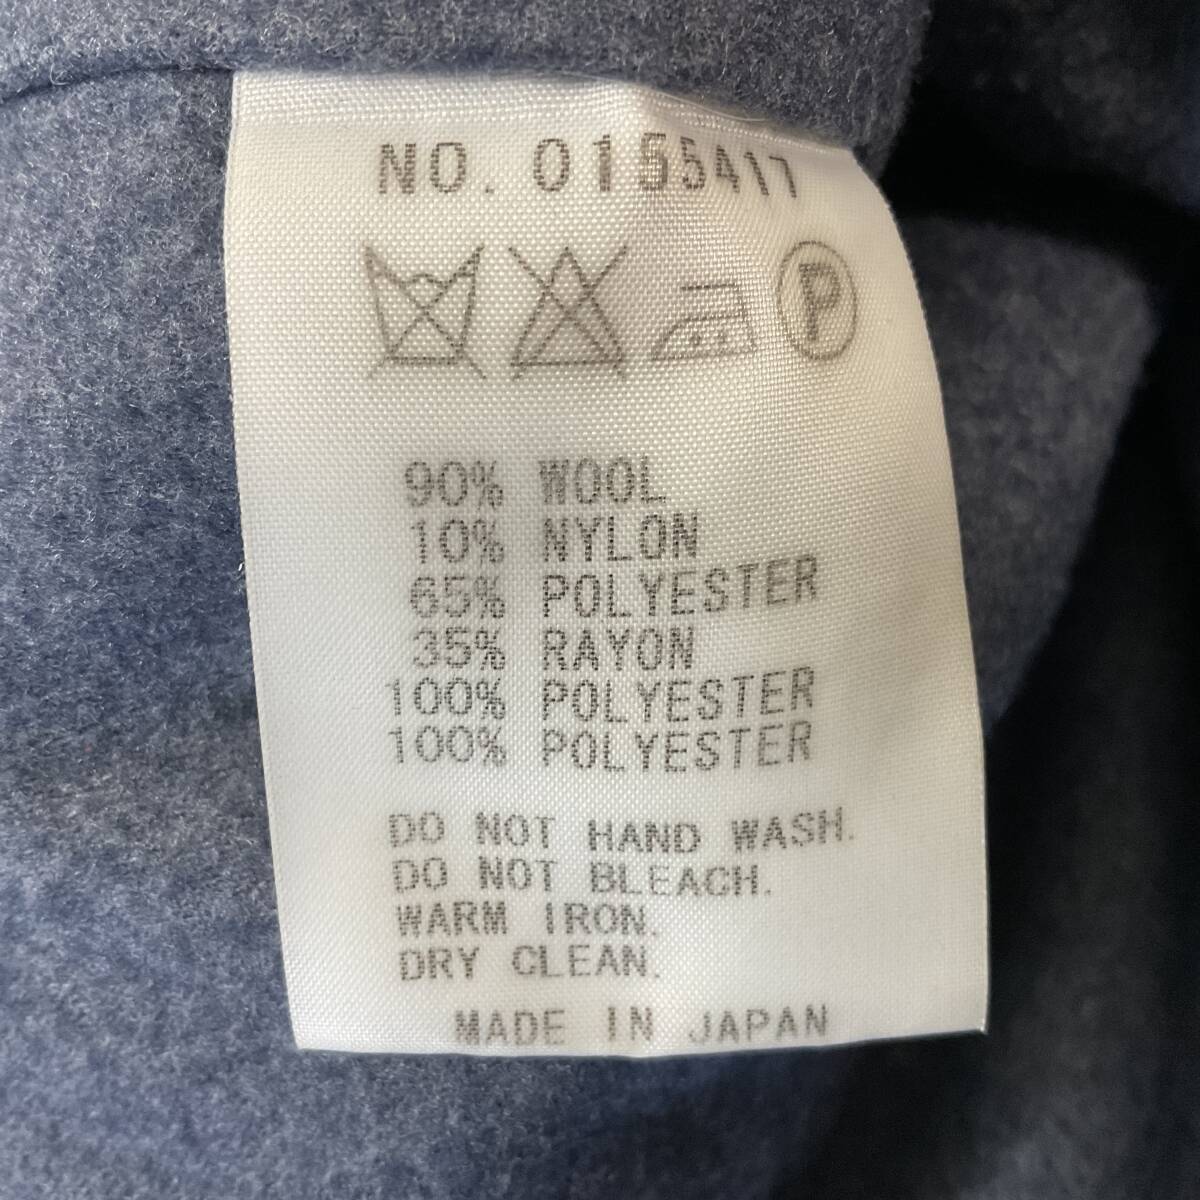 NO. 0155417
P
90% WOOL
10% NYLON
65% POLYESTER
35% RAYON
100% POLYESTER
100% POLYESTER
DO NOT HAND WASH.
DO NOT BLEACH.
WARM IRON.
DRY CLEAN.
MADE IN JAPAN